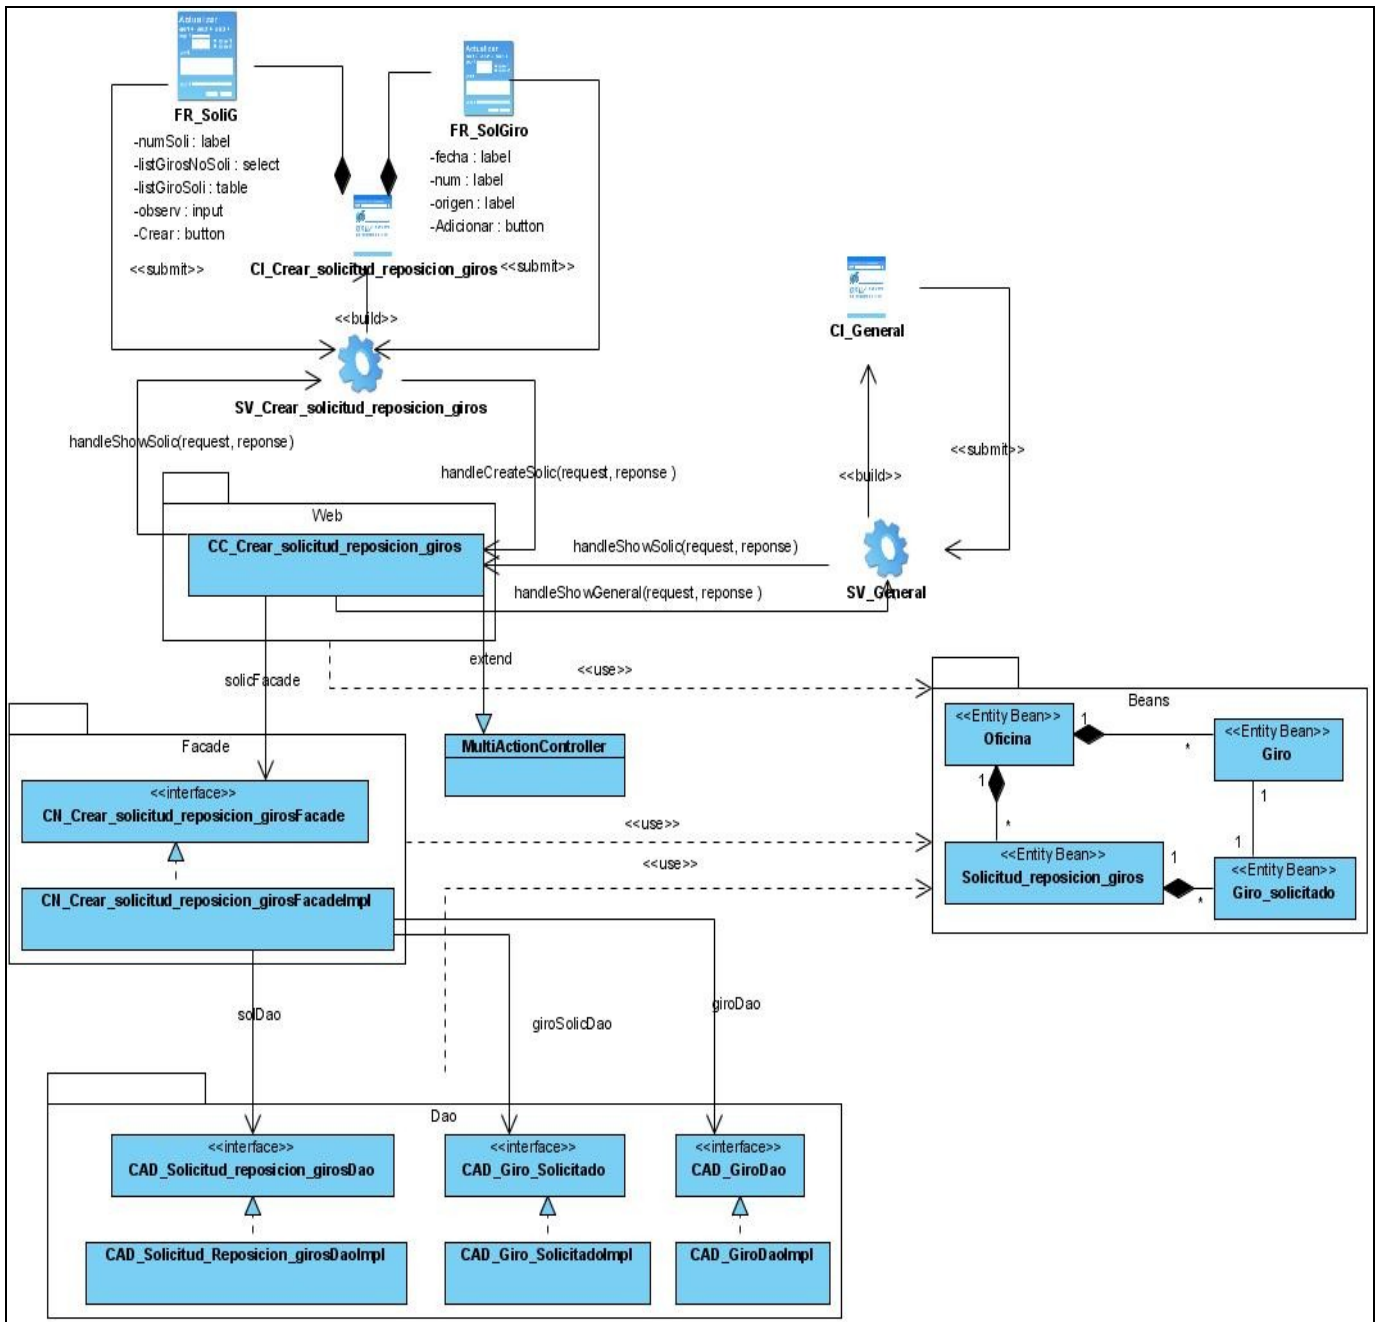 Actualizar
FR_SoliG
-numSoli : label
-listGirosNoSoli : select
-listGiroSoli : table
-observ : input
-Crear : button
<<submit>>
Actualizar
FR_SolGiro
-fecha : label
-num : label
-origen : label
-Adicionar : button
<<submit>>
CI_Crear_solicitud_reposicion_giros
<<build>>
SV_Crear_solicitud_reposicion_giros
CI_General
<<submit>>
<<build>>
SV_General
handleShowSolic(request, reponse)
handleCreateSolic(request, reponse )
handleShowSolic(request, reponse)
handleShowGeneral(request, reponse )
Web
CC_Crear_solicitud_reposicion_giros
solicFacade
extend
<<use>>
MultiActionController
Facade
<<interface>>
CN_Crear_solicitud_reposicion_girosFacade
CN_Crear_solicitud_reposicion_girosFacadeImpl
<<use>>
<<use>>
Beans
<<Entity Bean>>
Oficina
1
*
<<Entity Bean>>
Giro
1
*
1
1
<<Entity Bean>>
Solicitud_reposicion_giros
1
*
<<Entity Bean>>
Giro_solicitado
solDao
giroSolicDao
giroDao
Dao
<<interface>>
CAD_Solicitud_reposicion_girosDao
<<interface>>
CAD_Giro_Solicitado
<<interface>>
CAD_GiroDao
CAD_Solicitud_Reposicion_girosDaoImpl
CAD_Giro_SolicitadoImpl
CAD_GiroDaoImpl